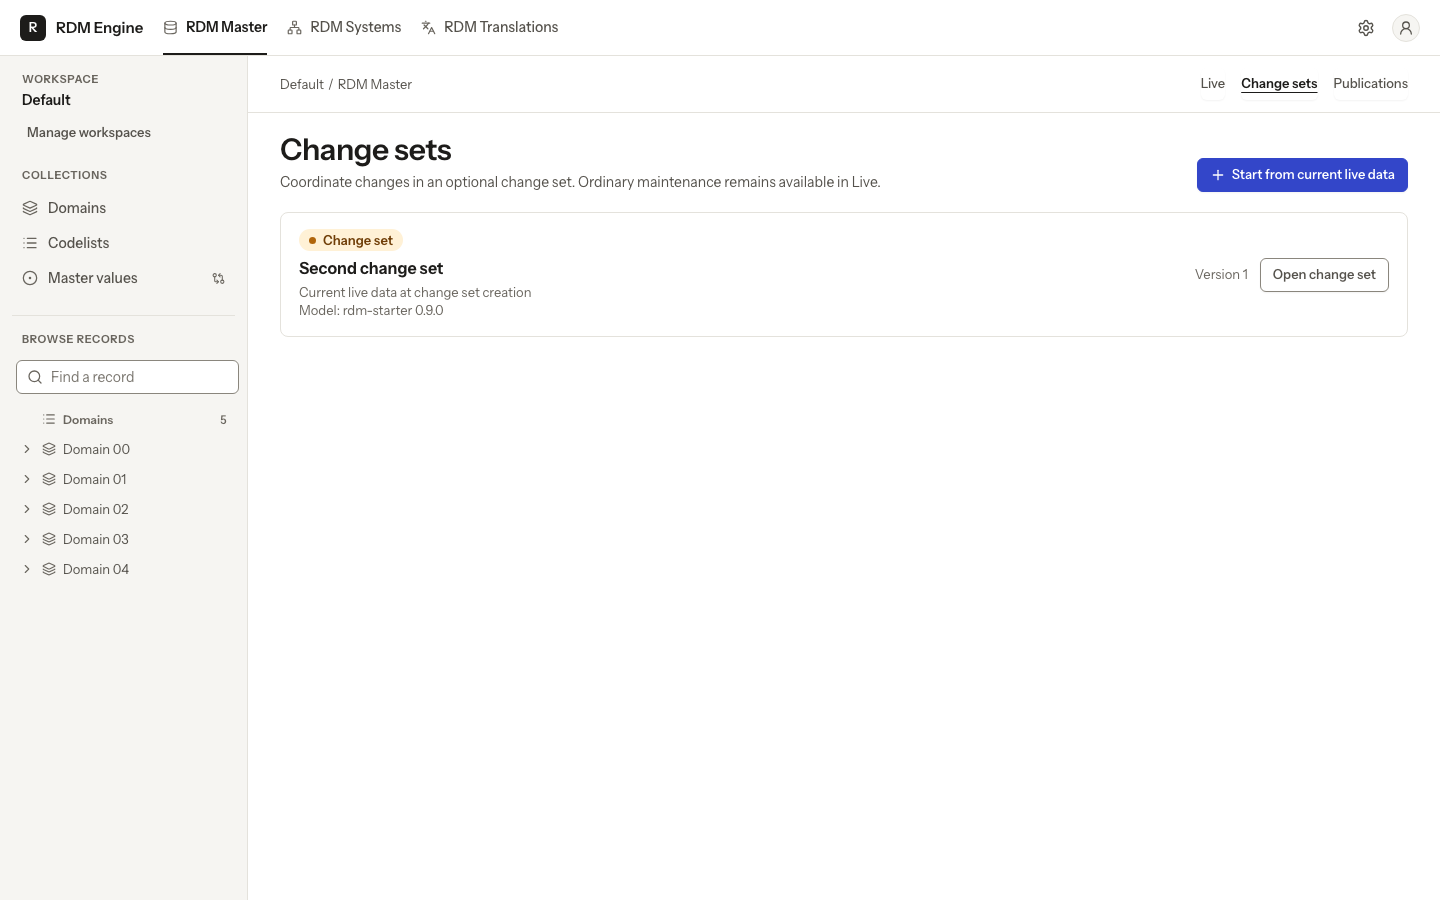 R RDM Engine RDM Master RDM Systems RDM Translations
WORKSPACE
Default
Manage workspaces
COLLECTIONS
Domains
Codelists
Master values
BROWSE RECORDS
Find a record
Domains 5
Domain 00
Domain 01
Domain 02
Domain 03
Domain 04
Default / RDM Master
Live Change sets Publications
Change sets
Coordinate changes in an optional change set. Ordinary maintenance remains available in Live.
Start from current live data
Change set
Second change set
Current live data at change set creation
Model: rdm-starter 0.9.0
Version 1 Open change set